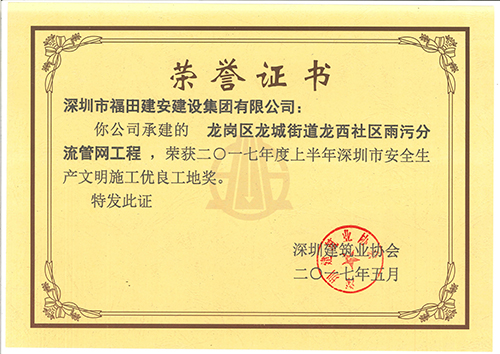 荣誉证书
深圳市福田建安建设集团有限公司：
你公司承建的 龙岗区龙城街道龙西社区雨污分
流管网工程，荣获二〇一七年度上半年深圳市安全生
产文明施工优良工地奖。
特发此证
深圳建筑业协会
二〇一七年五月